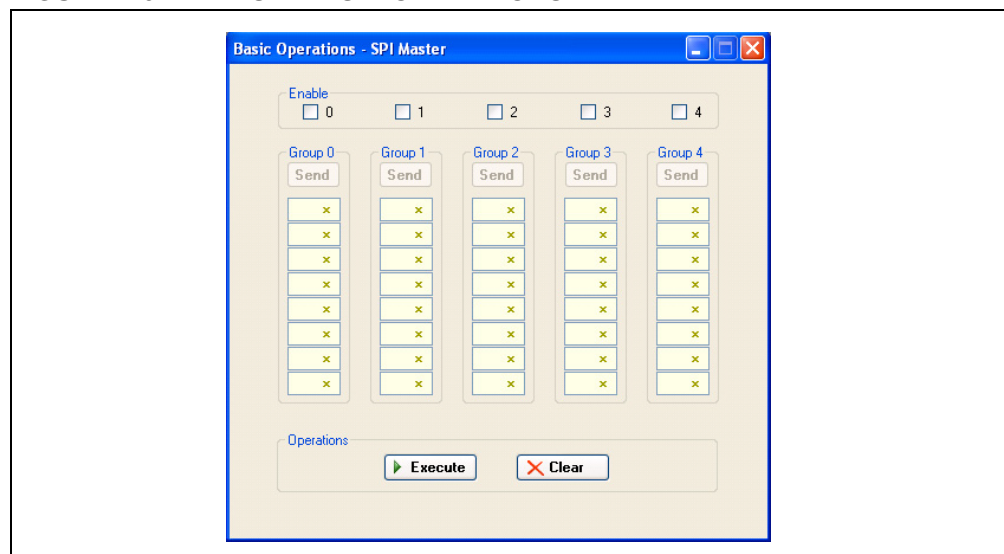 Basic Operations - SPI Master
Enable
0 1 2 3 4
Group 0 Group 1 Group 2 Group 3 Group 4
Send Send Send Send Send
x x x x x
x x x x x
x x x x x
x x x x x
x x x x x
x x x x x
x x x x x
x x x x x
Operations
Execute Clear